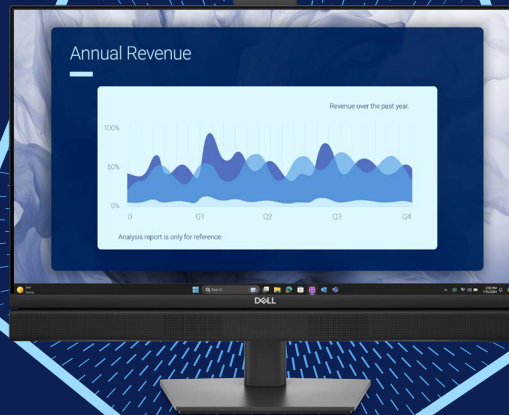 Annual Revenue
Revenue over the past year.
100%
50%
0%
0 Q1 Q2 Q3 Q4
Analysis report is only for reference.
Search
DELL